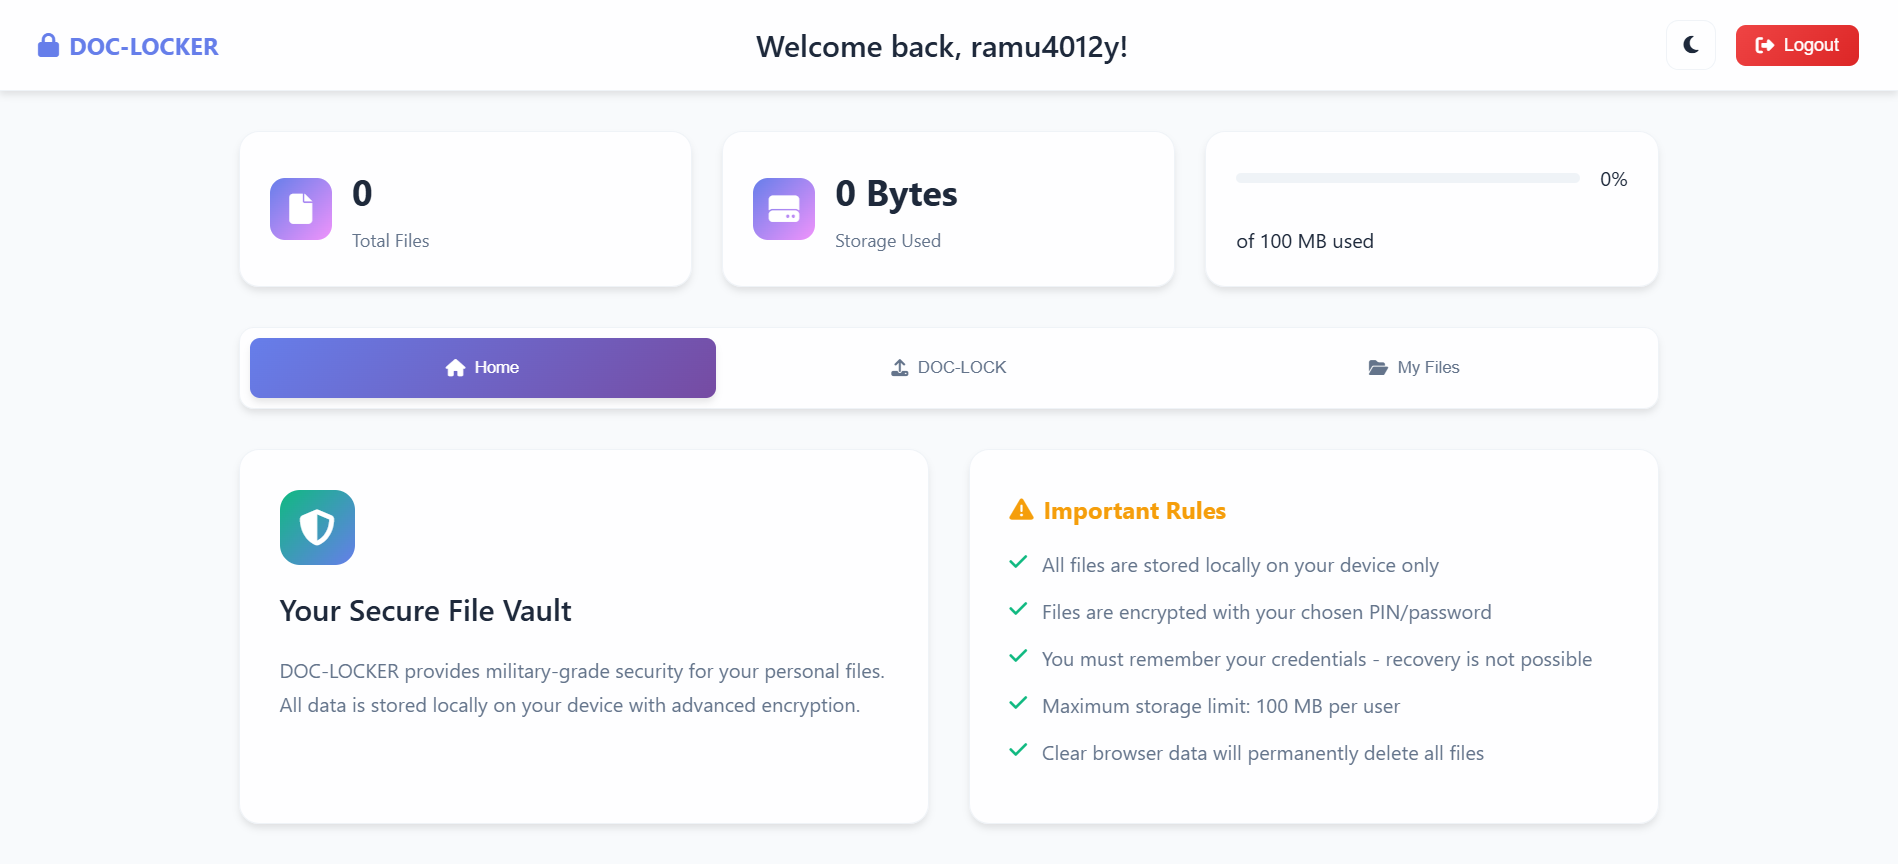 DOC-LOCKER
Welcome back, ramu4012y!
Logout
0
Total Files
0 Bytes
Storage Used
0%
of 100 MB used
Home
DOC-LOCK
My Files
Your Secure File Vault
DOC-LOCKER provides military-grade security for your personal files.
All data is stored locally on your device with advanced encryption.
Important Rules
All files are stored locally on your device only
Files are encrypted with your chosen PIN/password
You must remember your credentials - recovery is not possible
Maximum storage limit: 100 MB per user
Clear browser data will permanently delete all files